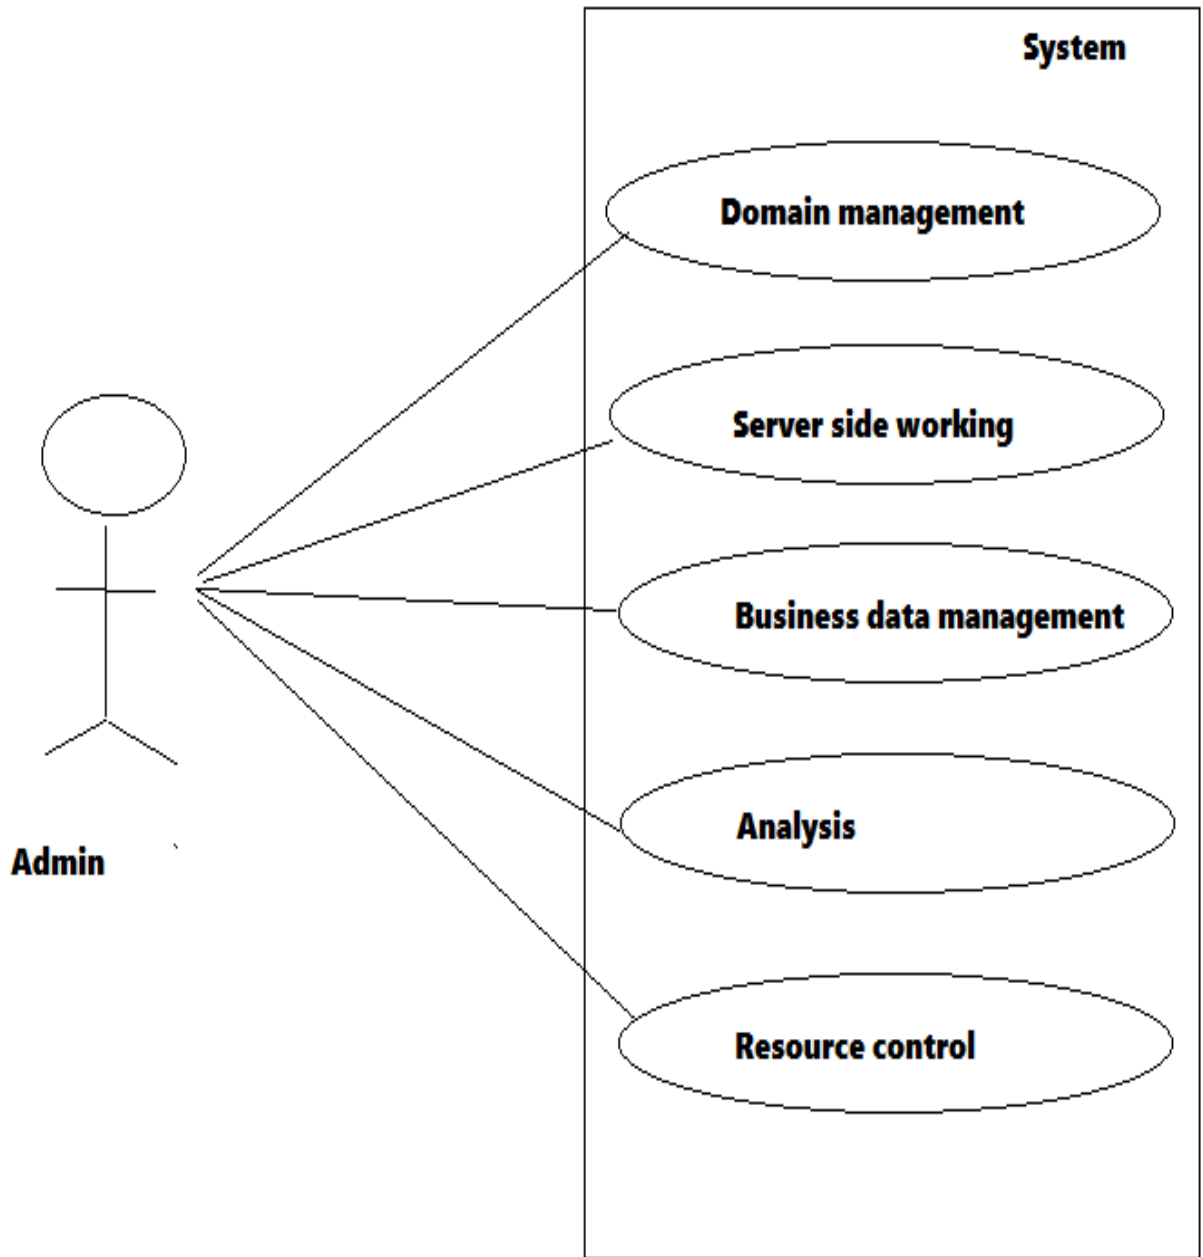 System
Domain management
Server side working
Business data management
Analysis
Admin
Resource control